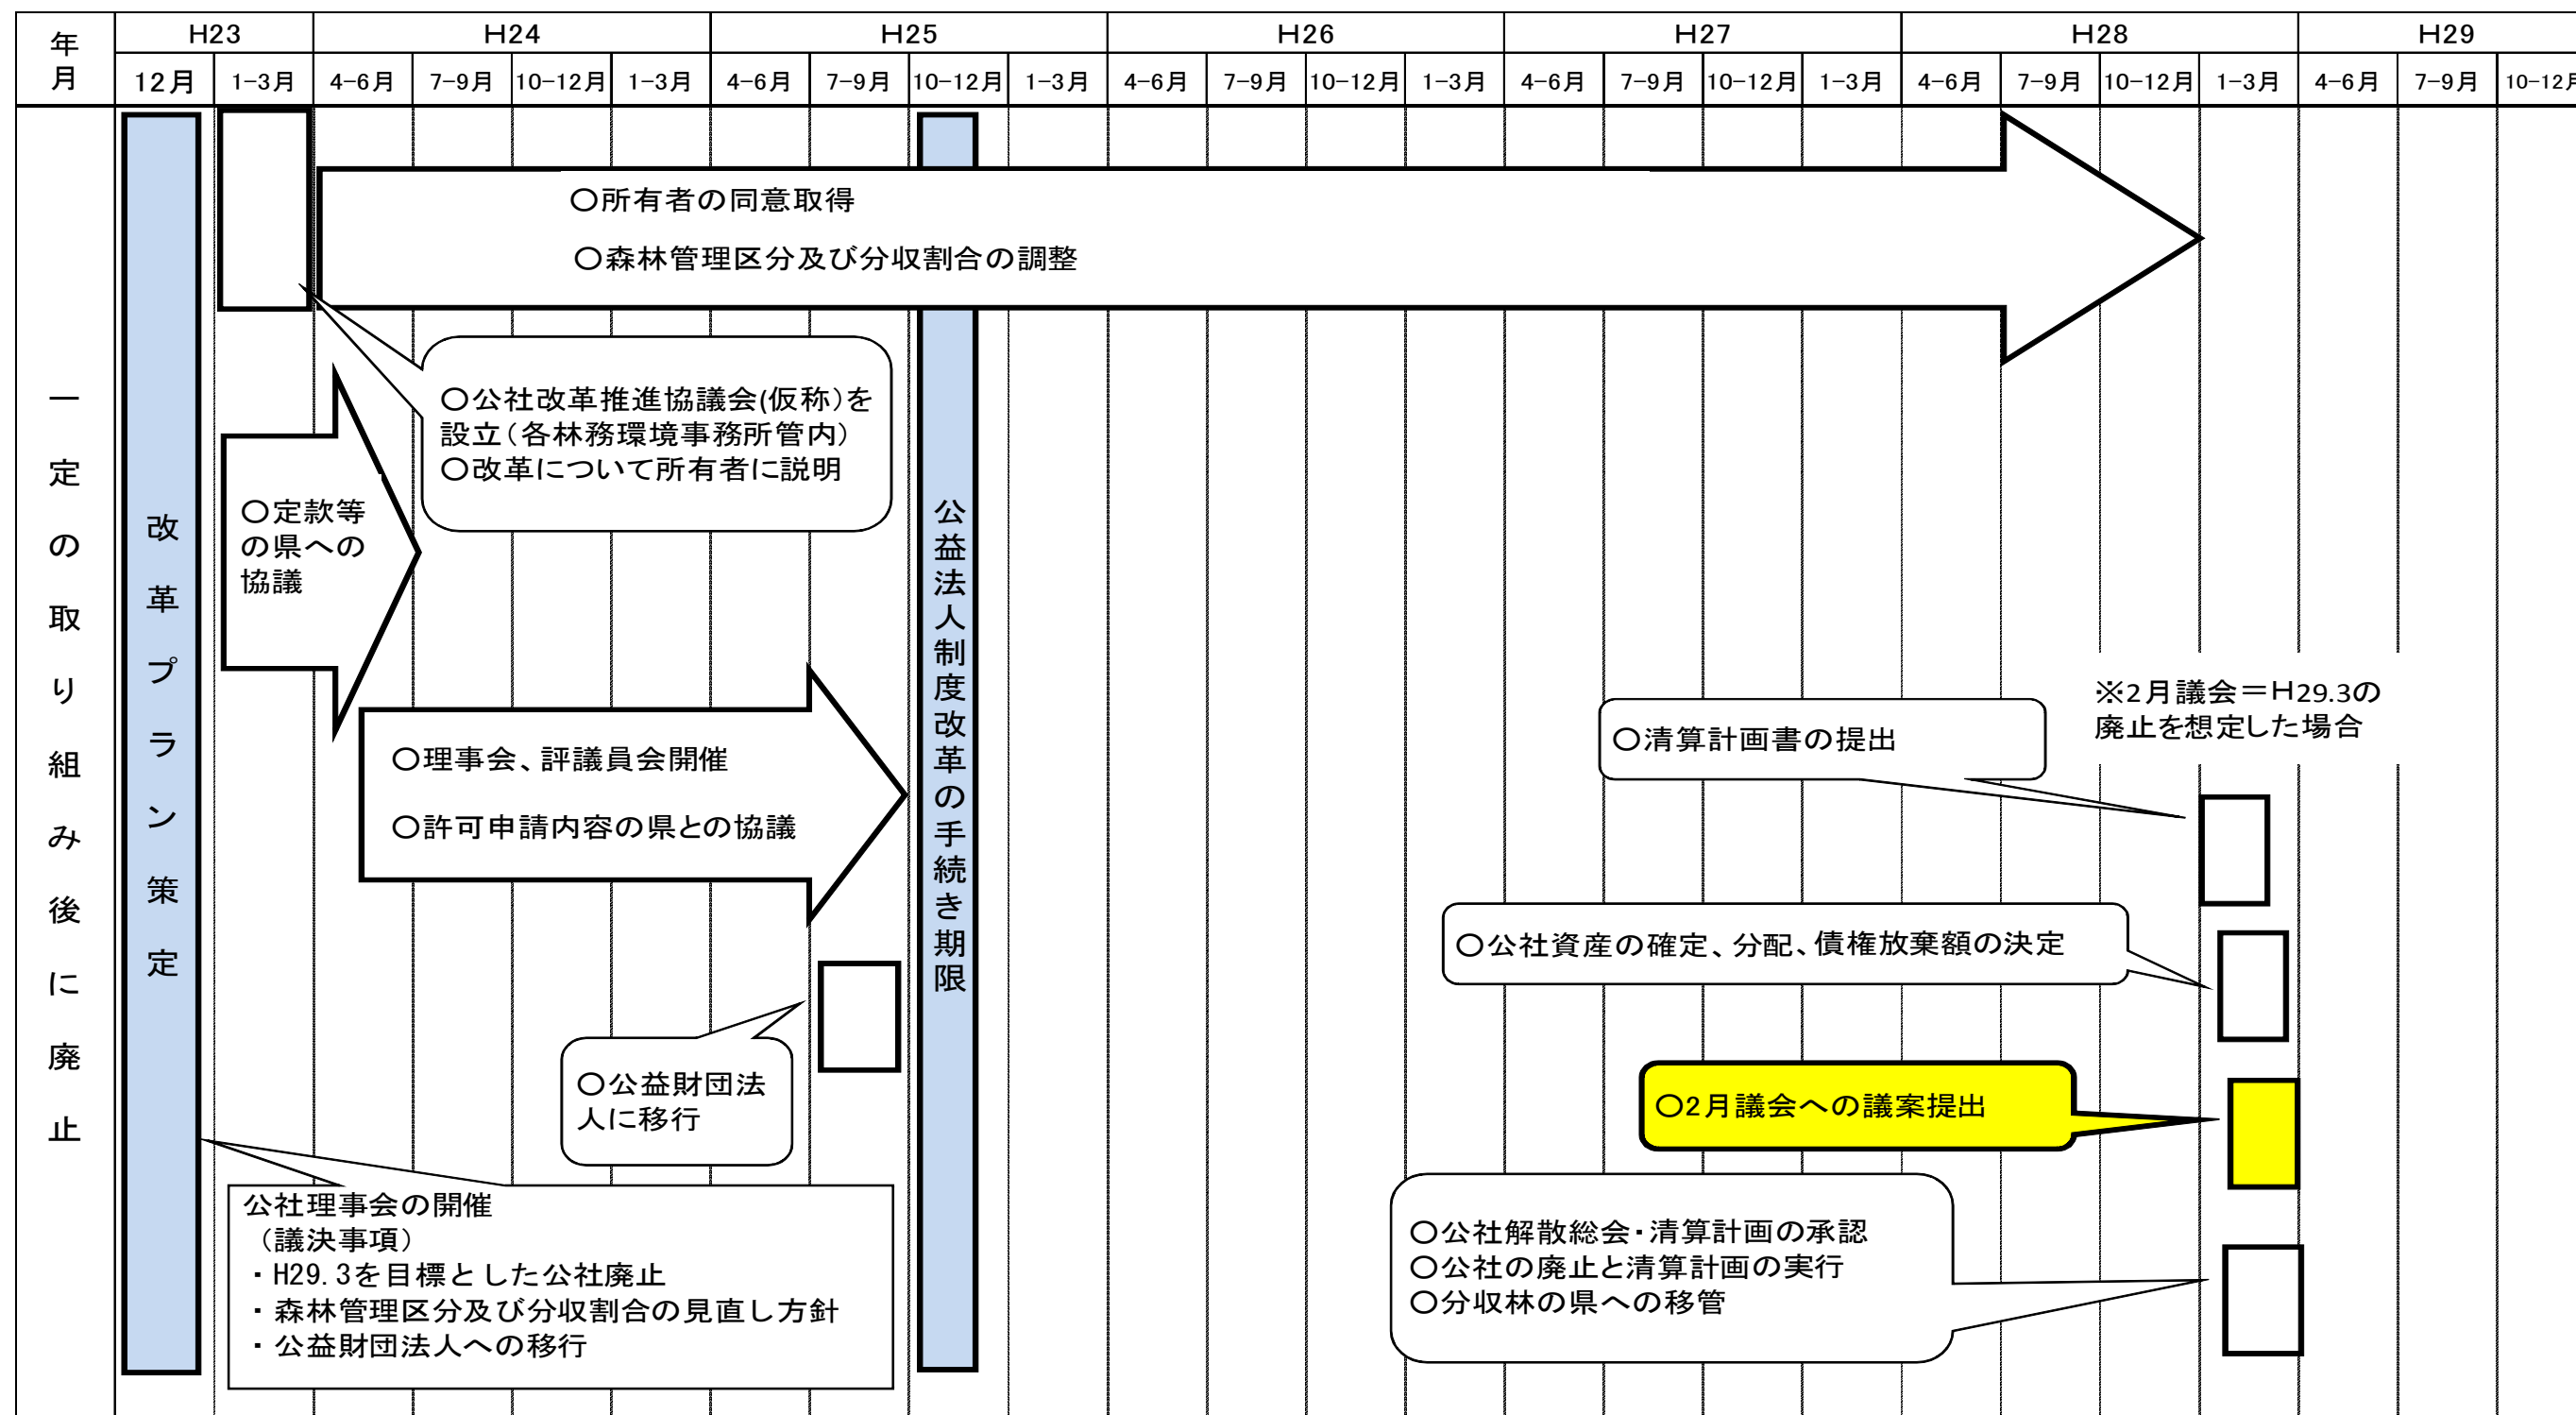 年
月
H23
H24
H25
H26
H27
H28
H29
12月
1-3月
4-6月
7-9月
10-12月
1-3月
4-6月
7-9月
10-12月
1-3月
4-6月
7-9月
10-12月
1-3月
4-6月
7-9月
10-12月
1-3月
4-6月
7-9月
10-12月
1-3月
4-6月
7-9月
10-12月
一定の取り組み後に廃止
改革プラン策定
〇所有者の同意取得
〇森林管理区分及び分収割合の調整
〇公社改革推進協議会(仮称)を
設立(各林務環境事務所管内)
〇改革について所有者に説明
〇定款等
の県への
協議
〇理事会、評議員会開催
〇許可申請内容の県との協議
公益法人制度改革の手続き期限
〇公益財団法
人に移行
公社理事会の開催
(議決事項)
・H29.3を目標とした公社廃止
・森林管理区分及び分収割合の見直し方針
・公益財団法人への移行
※2月議会=H29.3の
廃止を想定した場合
〇清算計画書の提出
〇公社資産の確定、分配、債権放棄額の決定
〇2月議会への議案提出
〇公社解散総会・清算計画の承認
〇公社の廃止と清算計画の実行
〇分収林の県への移管